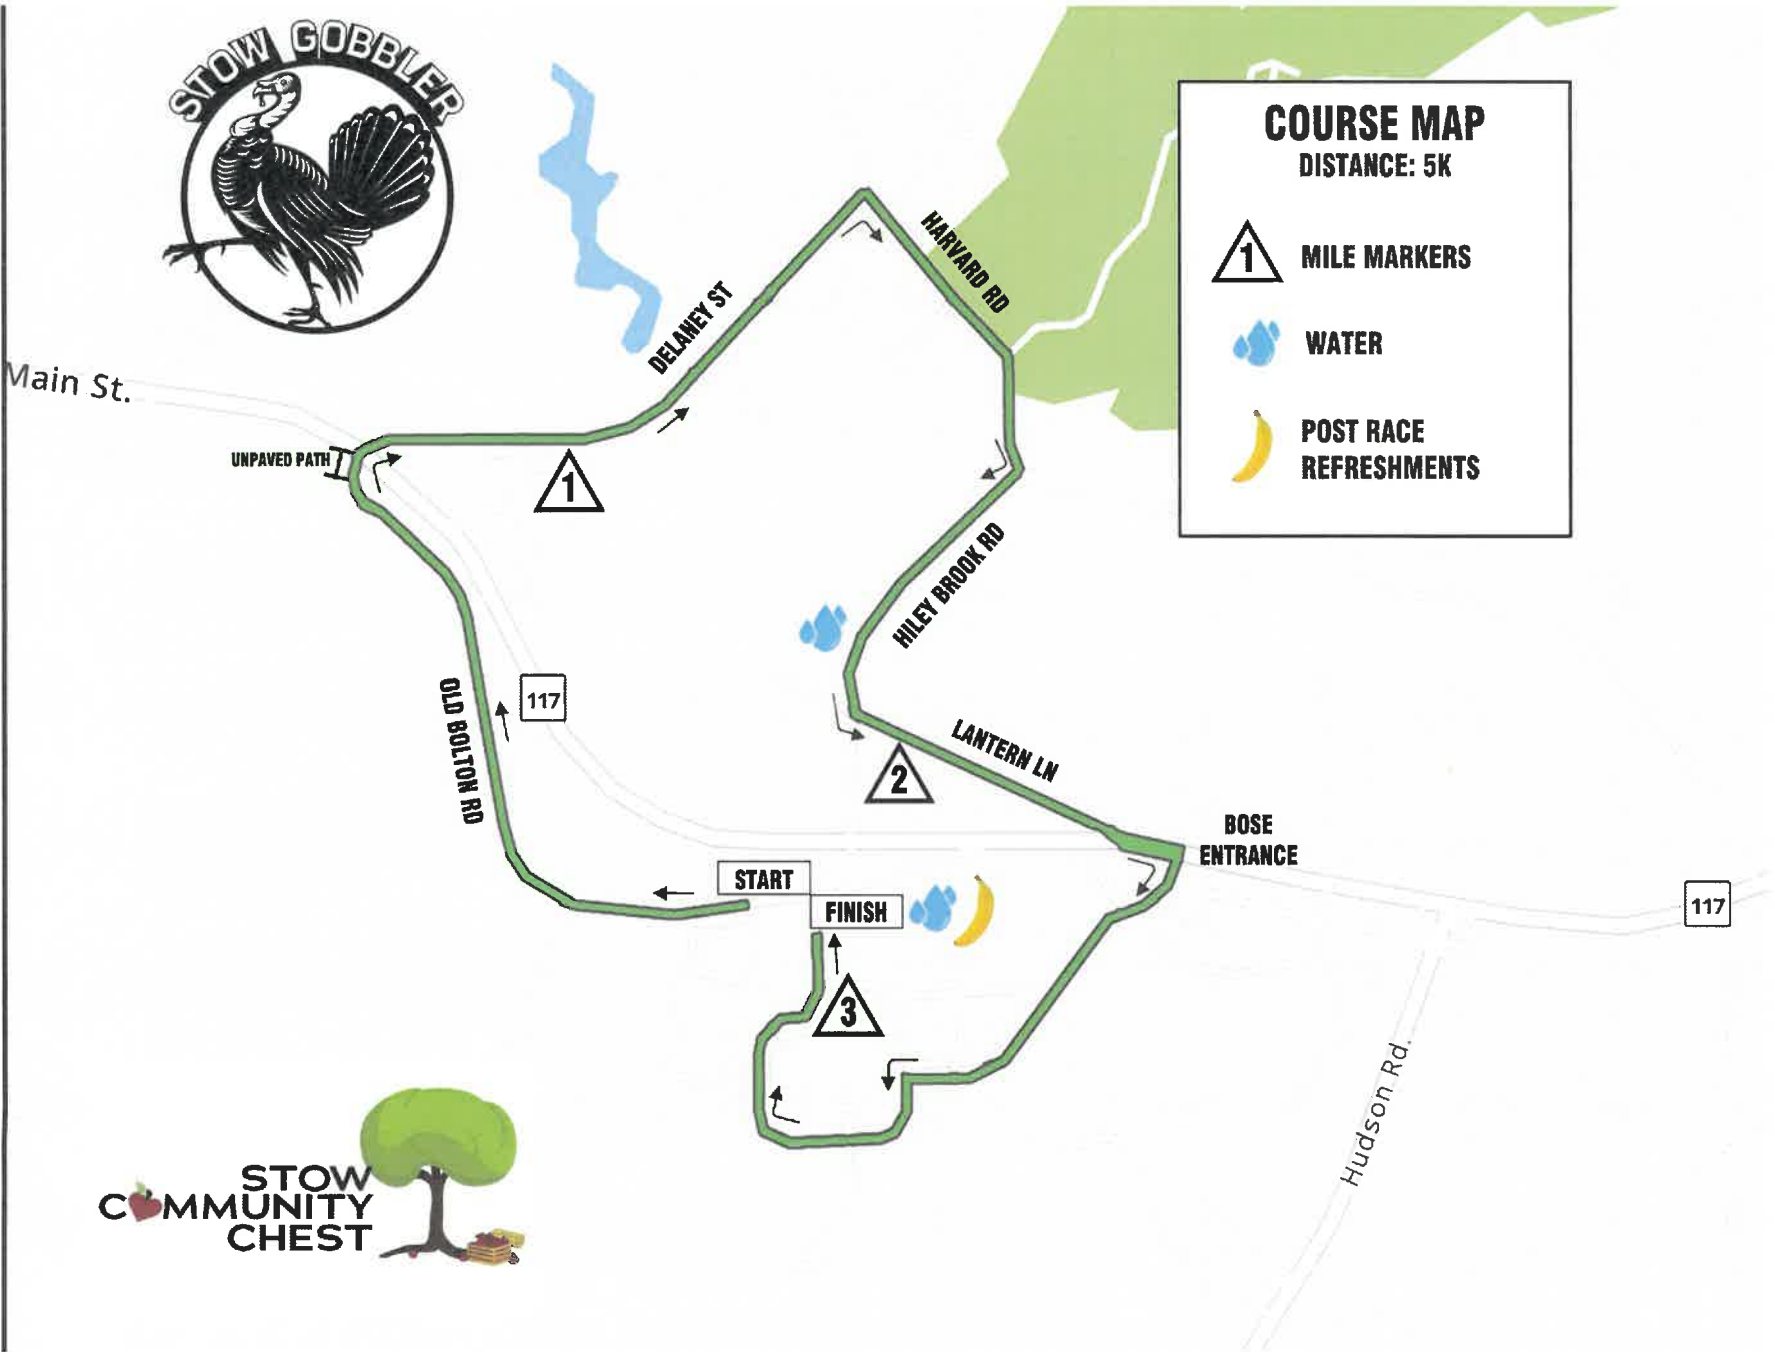 STOW GOBBLER
COURSE MAP
DISTANCE: 5K
1
MILE MARKERS
WATER
POST RACE
REFRESHMENTS
HARVARD RD
DELANEY ST
Main St.
UNPAVED PATH
1
HILEY BROOK RD
OLD BOLTON RD
117
LANTERN LN
2
BOSE
ENTRANCE
START
FINISH
117
3
Hudson Rd.
STOW
COMMUNITY
CHEST